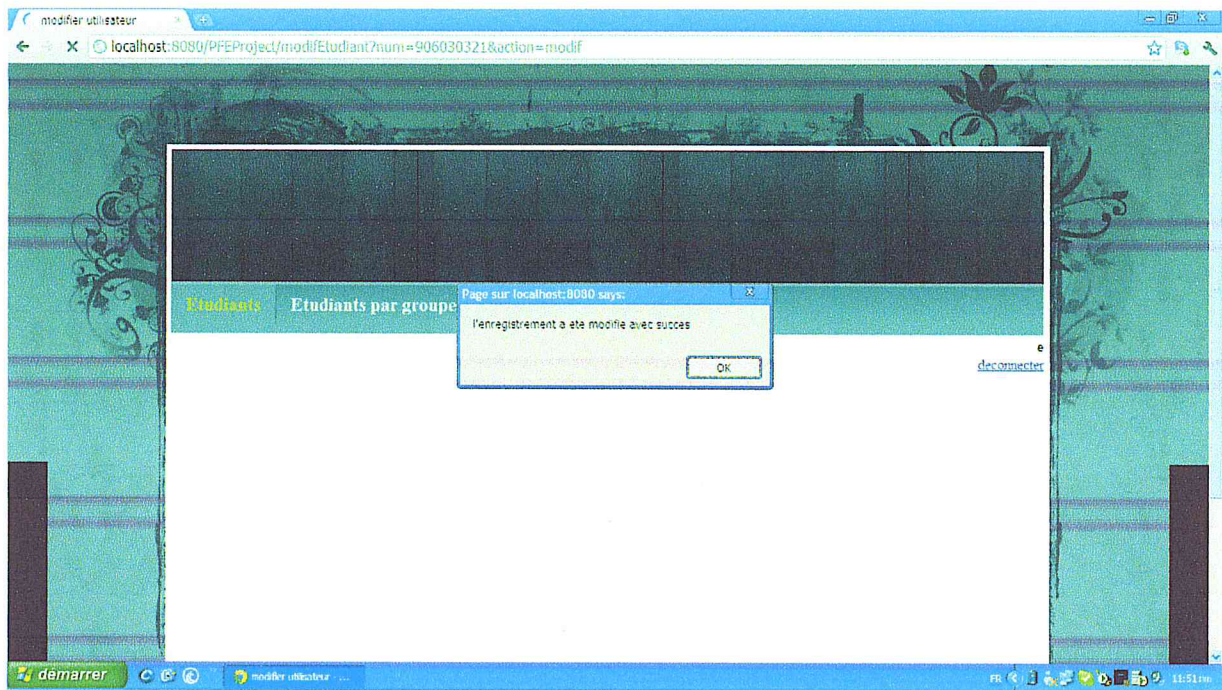 modifier utilisateur
localhost:8080/PFEProject/modifEtudiant?num=906030321&action=modif
Etudiants
Etudiants par groupe
Page sur localhost:8080 says:
l'enregistrement a ete modifie avec succes
OK
e
deconnecter
démarrer
modifier utilisateur ...
FR
11:51